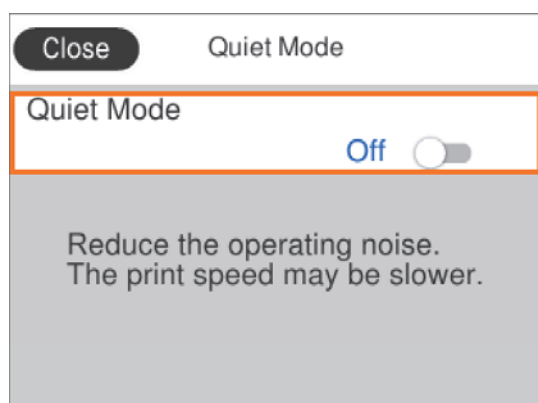 Close Quiet Mode
Quiet Mode
Off
Reduce the operating noise.
The print speed may be slower.